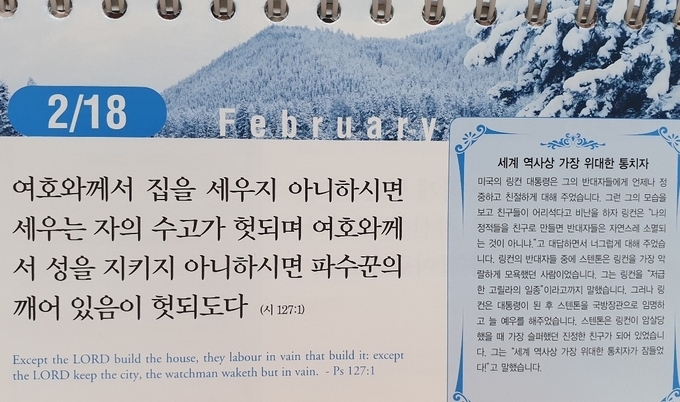 2/18
February
여호와께서 집을 세우지 아니하시면
세우는 자의 수고가 헛되며 여호와께
서 성을 지키지 아니하시면 파수꾼의
깨어 있음이 헛되도다 (시 127:1)
Except the LORD build the house, they labour in vain that build it: except
the LORD keep the city, the watchman waketh but in vain. - Ps 127:1
세계 역사상 가장 위대한 통치자
미국의 링컨 대통령은 그의 반대자들에게 언제나 정
중하고 친절하게 대해 주었습니다. 그런 그의 모습을
보고 친구들이 어리석다고 비난을 하자 링컨은 "나의
정적들을 친구로 만들면 반대자들은 자연스레 소멸되
는 것이 아니냐."고 대답하면서 너그럽게 대해 주었습
니다. 링컨의 반대자들 중에 스텐톤은 링컨을 가장 악
랄하게 모욕했던 사람이었습니다. 그는 링컨을 "저급
한 고릴라의 일종"이라고까지 말했습니다. 그러나 링
컨은 대통령이 된 후 스텐톤을 국방장관으로 임명하
고 늘 예우를 해주었습니다. 스텐톤은 링컨이 암살당
했을 때 가장 슬퍼했던 진정한 친구가 되어 있었습니
다. 그는 "세계 역사상 가장 위대한 통치자가 잠들었
다!"고 말했습니다.